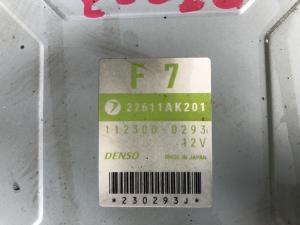 F 7
22611AK201
112300-0293
12V
DENSO MADE IN JAPAN
*230293J*